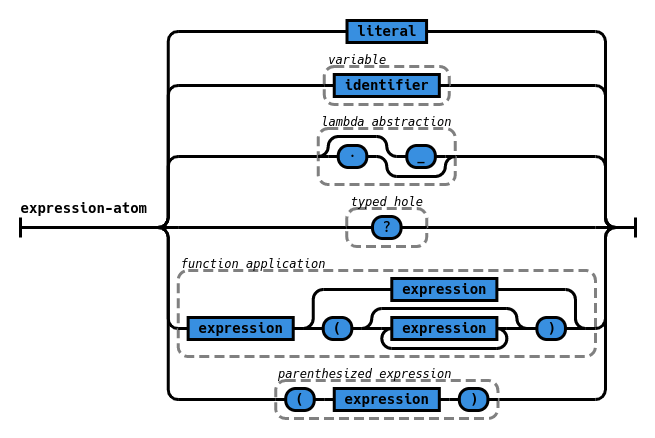 literal
variable
identifier
lambda abstraction
· _
typed hole
expression-atom
?
function application
expression
expression ( expression )
parenthesized expression
( expression )